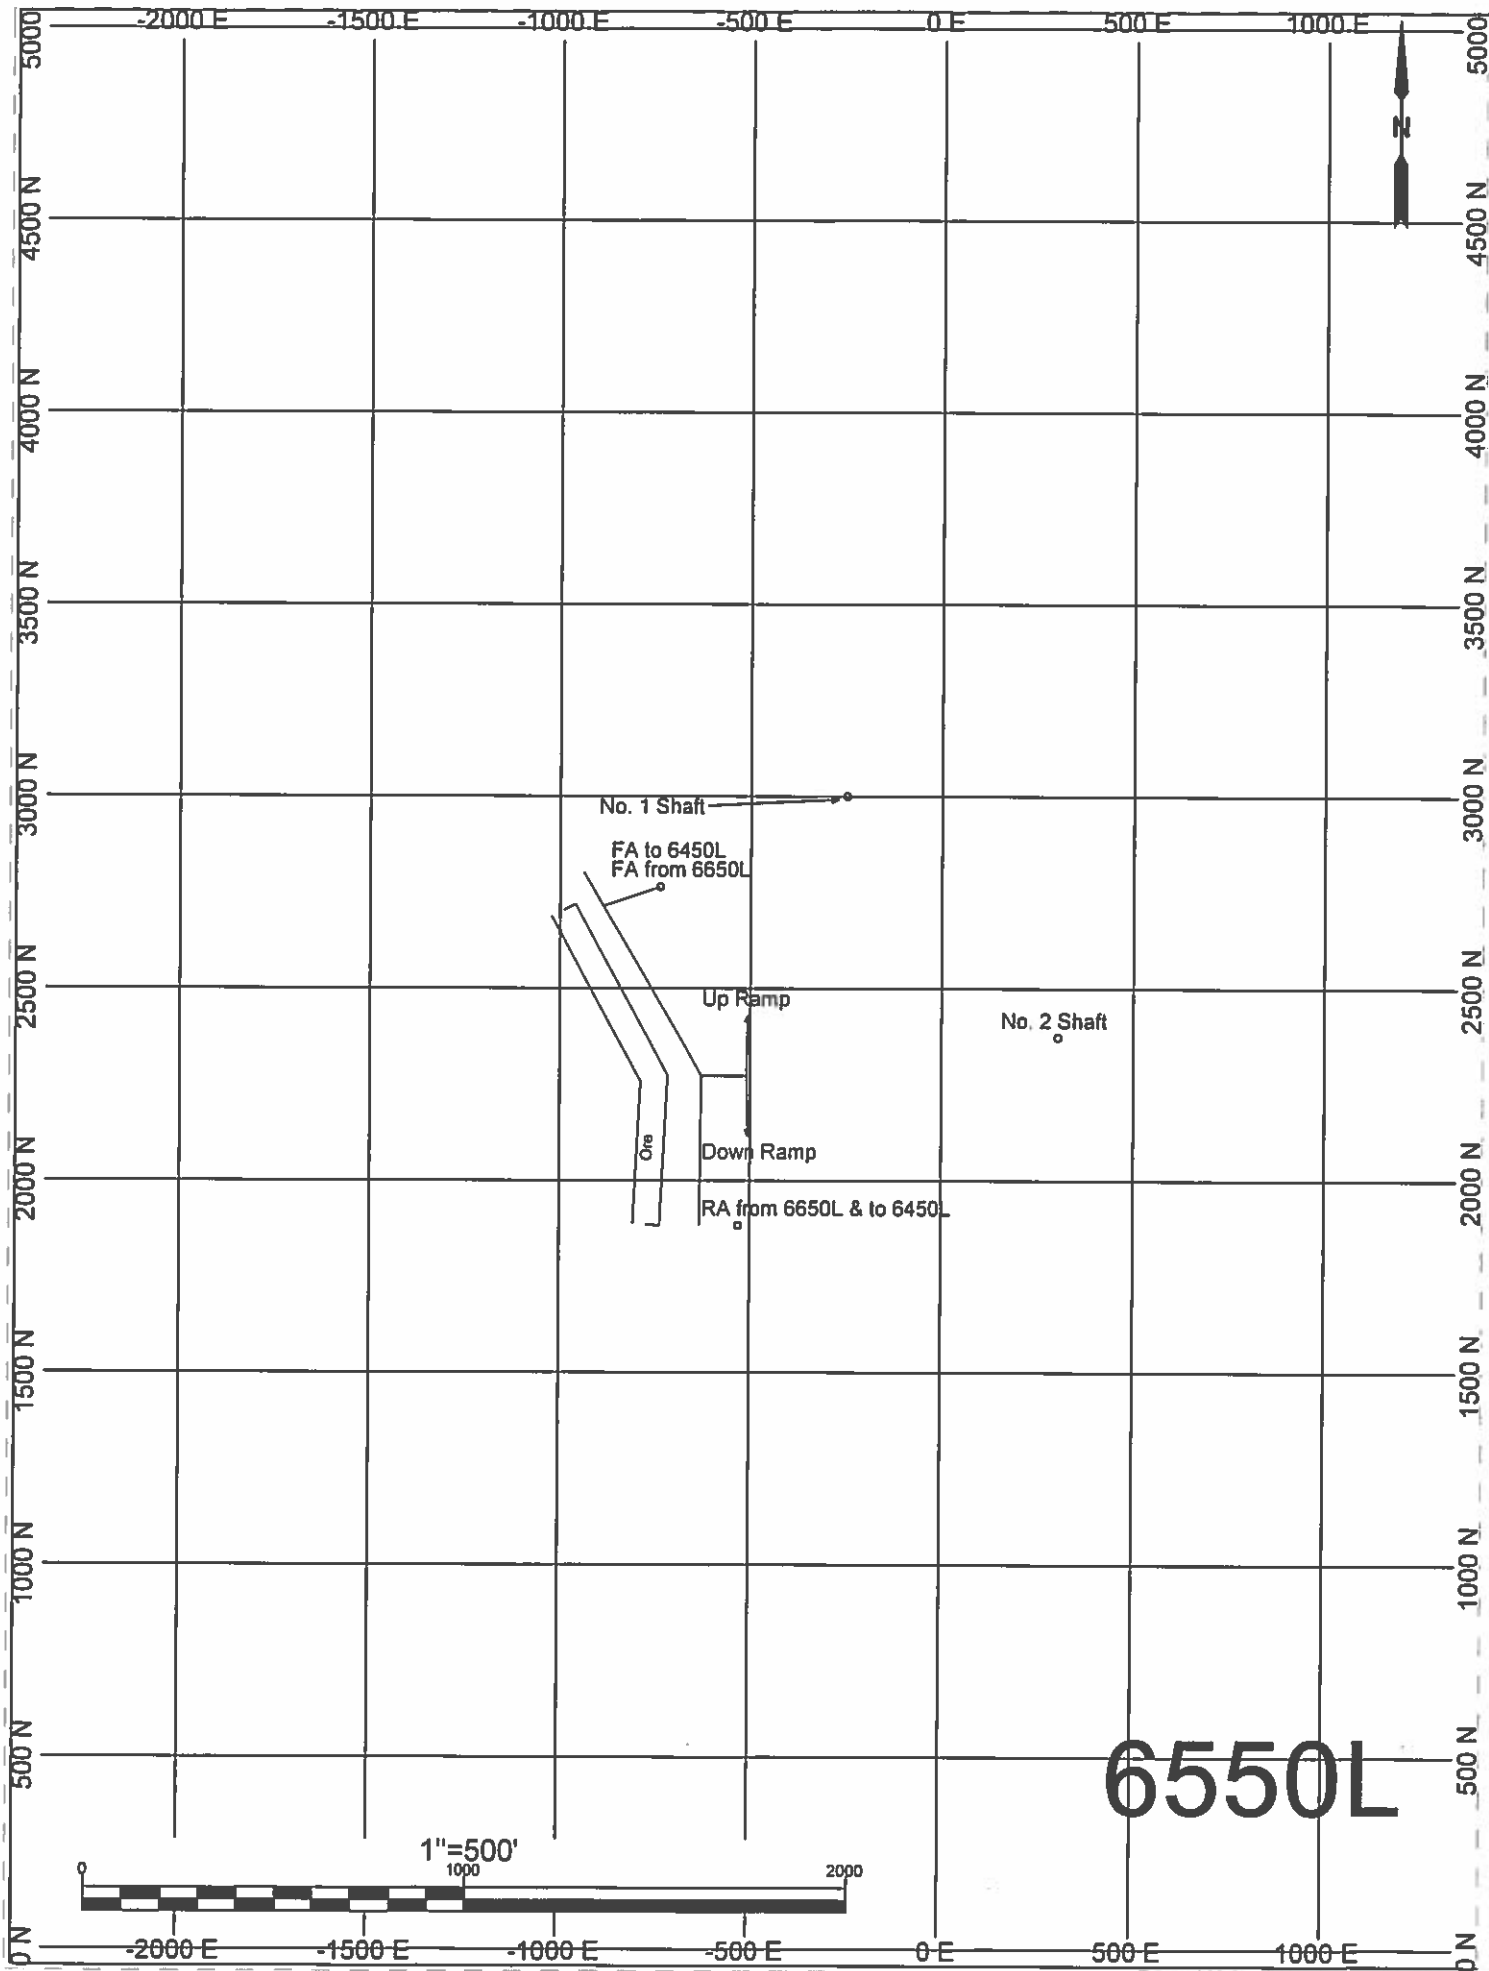 -2000 E -1500 E -1000 E -500 E 0 E 500 E 1000 E
5000 5000
N
4500 N 4500 N
4000 N 4000 N
3500 N 3500 N
3000 N 3000 N
No. 1 Shaft
FA to 6450L
FA from 6650L
2500 N 2500 N
Up Ramp
No. 2 Shaft
Ore
Down Ramp
2000 N 2000 N
RA from 6650L & to 6450L
1500 N 1500 N
1000 N 1000 N
500 N 500 N
6550L
1"=500'
0 1000 2000
0 N 0 N
-2000 E -1500 E -1000 E -500 E 0 E 500 E 1000 E